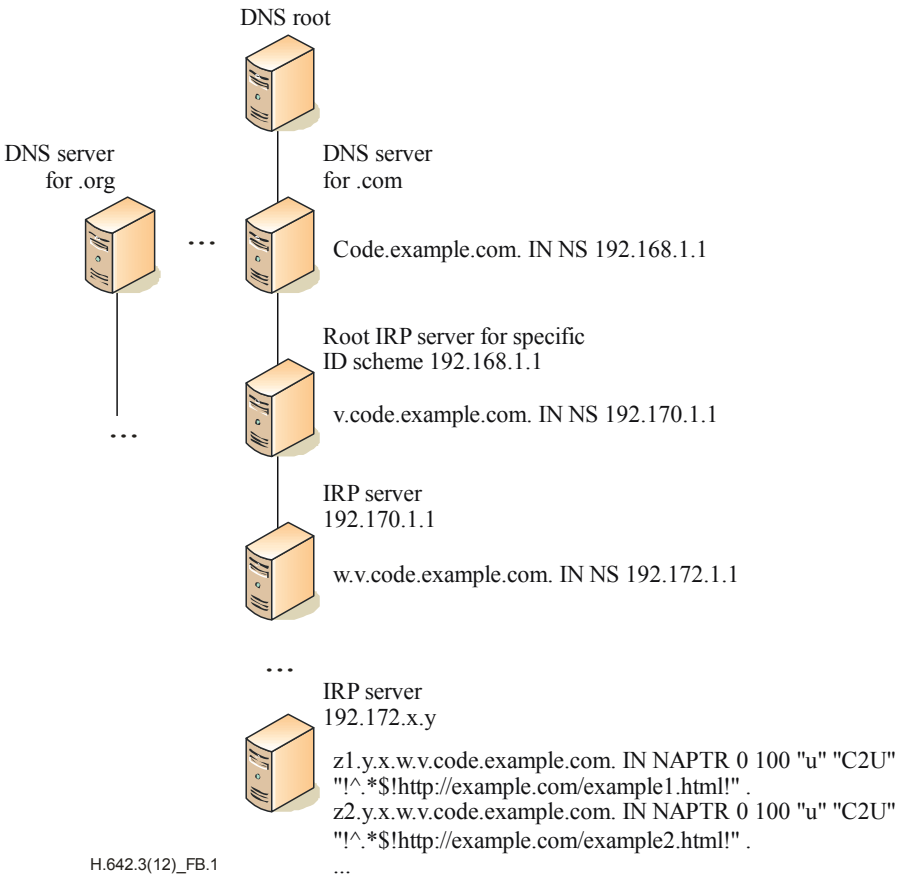 DNS root
DNS server
for .org
DNS server
for .com
...
Code.example.com. IN NS 192.168.1.1
Root IRP server for specific
ID scheme 192.168.1.1
v.code.example.com. IN NS 192.170.1.1
...
IRP server
192.170.1.1
w.v.code.example.com. IN NS 192.172.1.1
...
IRP server
192.172.x.y
z1.y.x.w.v.code.example.com. IN NAPTR 0 100 "u" "C2U"
"!^.*$!http://example.com/example1.html!" .
z2.y.x.w.v.code.example.com. IN NAPTR 0 100 "u" "C2U"
"!^.*$!http://example.com/example2.html!" .
...
H.642.3(12)_FB.1